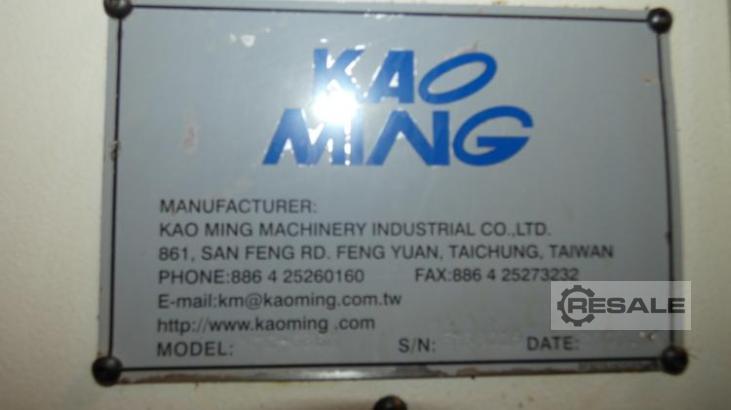 KAO
MING
MANUFACTURER:
KAO MING MACHINERY INDUSTRIAL CO.,LTD.
861, SAN FENG RD. FENG YUAN, TAICHUNG, TAIWAN
PHONE:886 4 25260160 FAX:886 4 25273232
E-mail:km@kaoming.com.tw
http://www.kaoming .com
RESALE
MODEL: S/N: DATE: